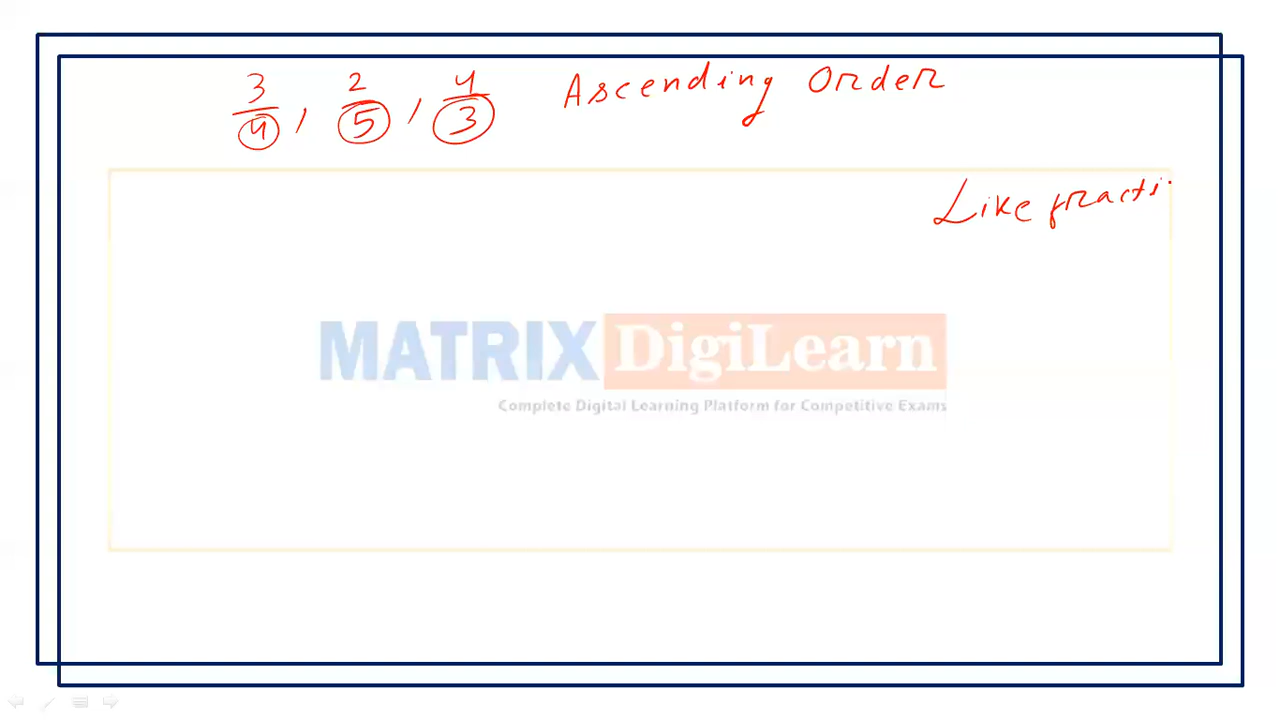 3/4, 2/5, 4/3 Ascending Order
Like fracti
MATRIX DigiLearn
Complete Digital Learning Platform for Competitive Exams